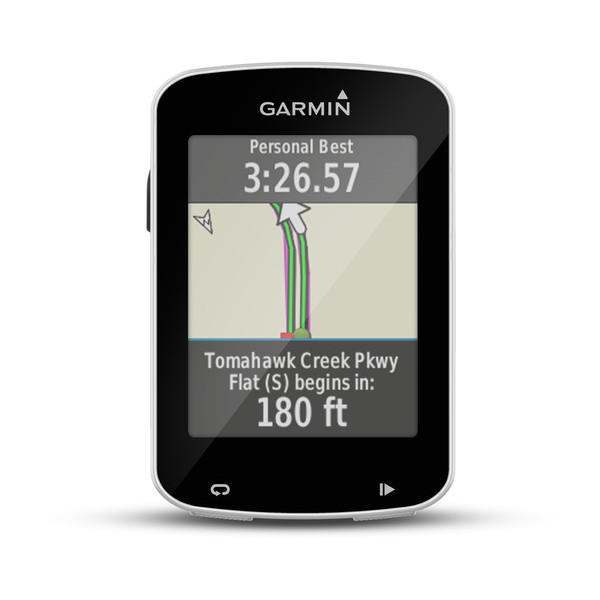 GARMIN
Personal Best
3:26.57
N
Tomahawk Creek Pkwy
Flat (S) begins in:
180 ft